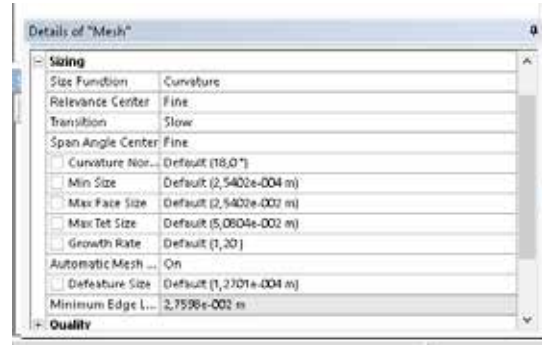 Details of "Mesh"
Sizing
Size Function Curvature
Relevance Center Fine
Transition Slow
Span Angle Center Fine
Curvature Nor... Default (18,0 °)
Min Size Default (2,5402e-004 m)
Max Face Size Default (2,5402e-002 m)
Max Tet Size Default (5,0804e-002 m)
Growth Rate Default (1,20 )
Automatic Mesh ... On
Defeature Size Default (1,2701e-004 m)
Minimum Edge L... 2,7598e-002 m
Quality